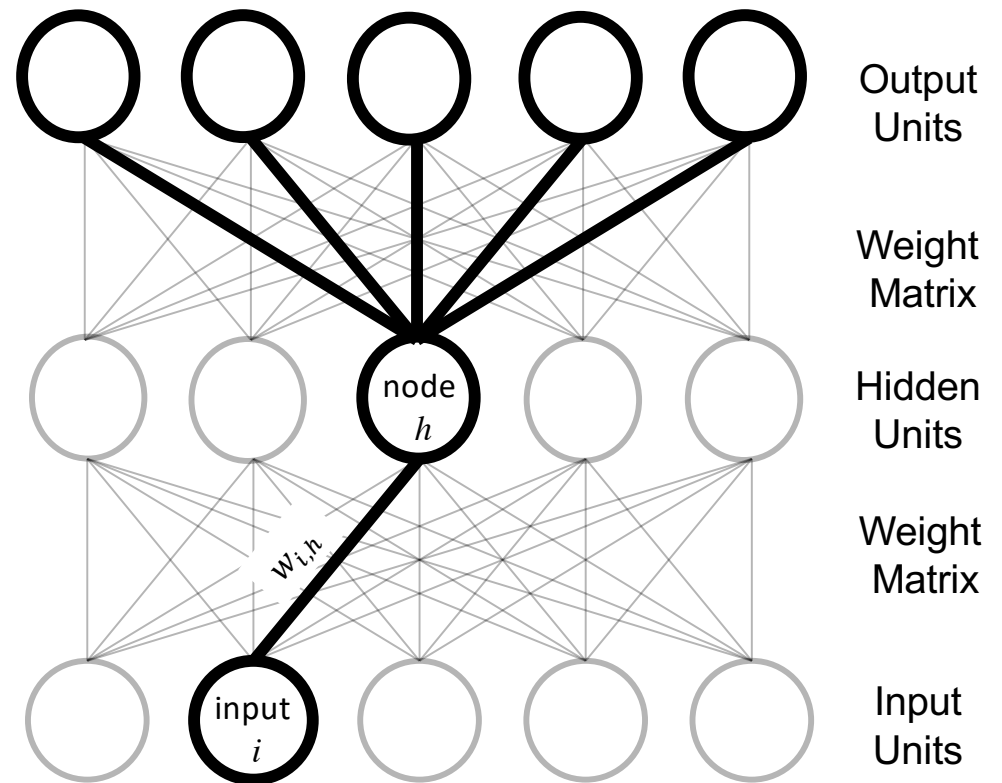 Output
Units
Weight
Matrix
node
h
Hidden
Units
w_{i,h}
Weight
Matrix
input
i
Input
Units